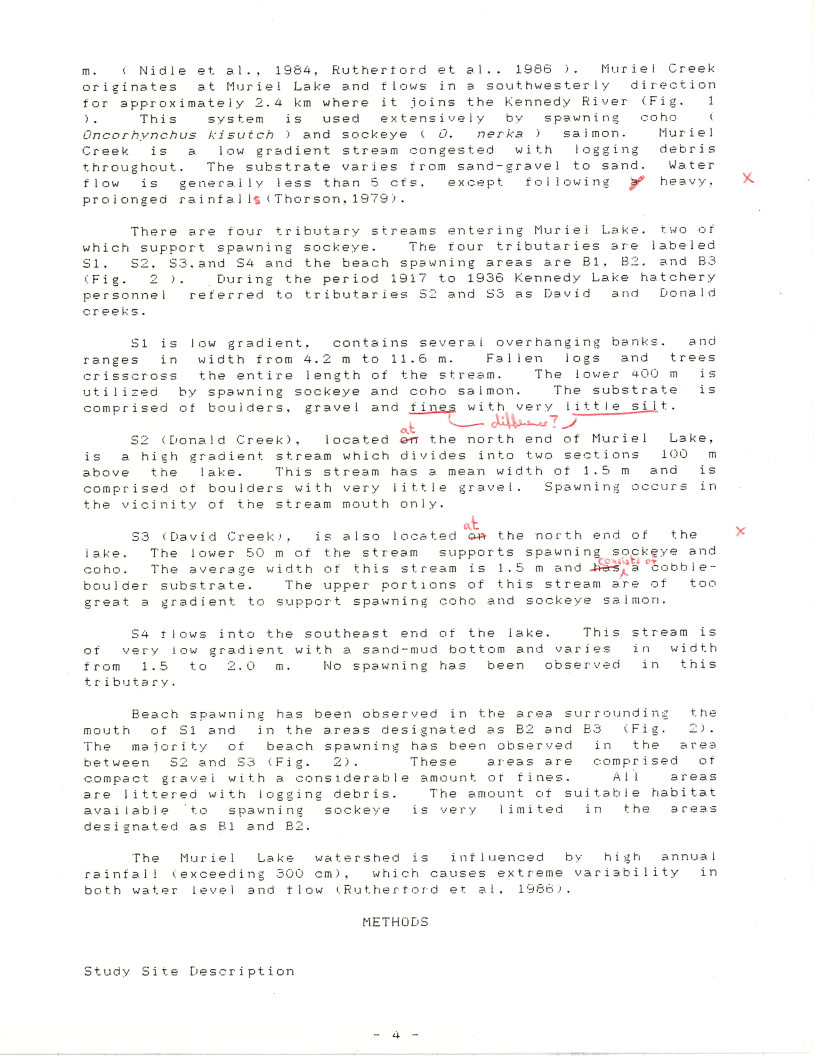 m. ( Nidle et al., 1984, Rutherford et al., 1986 ). Muriel Creek
originates at Muriel Lake and flows in a southwesterly direction
for approximately 2.4 km where it joins the Kennedy River (Fig. 1
). This system is used extensively by spawning coho (
Oncorhynchus kisutch ) and sockeye ( O. nerka ) salmon. Muriel
Creek is a low gradient stream congested with logging debris
throughout. The substrate varies from sand-gravel to sand. Water
flow is generally less than 5 cfs, except following a heavy, X
prolonged rainfalls (Thorson,1979).
There are four tributary streams entering Muriel Lake, two of
which support spawning sockeye. The four tributaries are labeled
S1, S2, S3,and S4 and the beach spawning areas are B1, B2, and B3
(Fig. 2 ). During the period 1917 to 1936 Kennedy Lake hatchery
personnel referred to tributaries S2 and S3 as David and Donald
creeks.
S1 is low gradient, contains several overhanging banks, and
ranges in width from 4.2 m to 11.6 m. Fallen logs and trees
crisscross the entire length of the stream. The lower 400 m is
utilized by spawning sockeye and coho salmon. The substrate is
comprised of boulders, gravel and fines with very little silt.
difference?
at
S2 (Donald Creek), located on the north end of Muriel Lake,
is a high gradient stream which divides into two sections 100 m
above the lake. This stream has a mean width of 1.5 m and is
comprised of boulders with very little gravel. Spawning occurs in
the vicinity of the stream mouth only.
at
S3 (David Creek), is also located on the north end of the X
lake. The lower 50 m of the stream supports spawning sockeye and
consists of
coho. The average width of this stream is 1.5 m and has a cobble-
boulder substrate. The upper portions of this stream are of too
great a gradient to support spawning coho and sockeye salmon.
S4 flows into the southeast end of the lake. This stream is
of very low gradient with a sand-mud bottom and varies in width
from 1.5 to 2.0 m. No spawning has been observed in this
tributary.
Beach spawning has been observed in the area surrounding the
mouth of S1 and in the areas designated as B2 and B3 (Fig. 2).
The majority of beach spawning has been observed in the area
between S2 and S3 (Fig. 2). These areas are comprised of
compact gravel with a considerable amount of fines. All areas
are littered with logging debris. The amount of suitable habitat
available to spawning sockeye is very limited in the areas
designated as B1 and B2.
The Muriel Lake watershed is influenced by high annual
rainfall (exceeding 300 cm), which causes extreme variability in
both water level and flow (Rutherford et al, 1986).
METHODS
Study Site Description
- 4 -